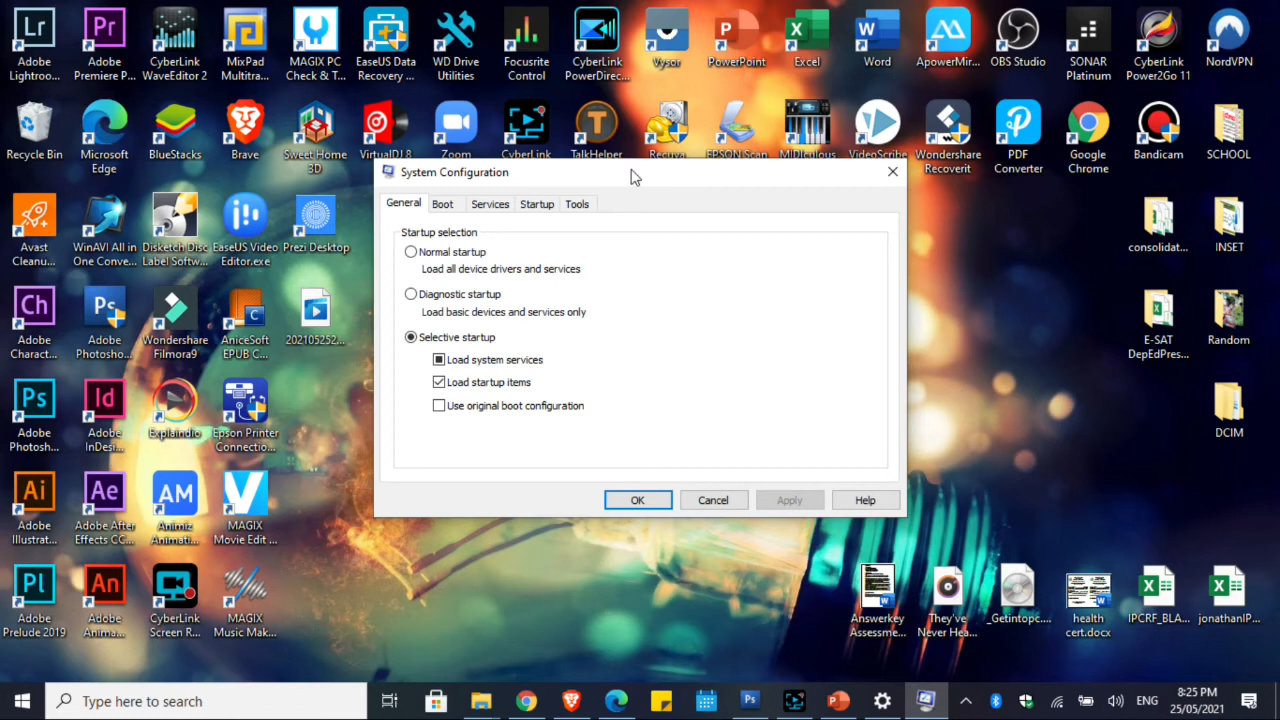 Adobe Lightroo...
Adobe Premiere P...
CyberLink WaveEditor 2
MixPad Multitra...
MAGIX PC Check & T...
EaseUS Data Recovery ...
WD Drive Utilities
Focusrite Control
CyberLink PowerDirec...
Vysor
PowerPoint
Excel
Word
ApowerMir...
OBS Studio
SONAR Platinum
CyberLink Power2Go 11
NordVPN
Recycle Bin
Microsoft Edge
BlueStacks
Brave
Sweet Home 3D
VirtualDJ 8
Zoom
CyberLink
TalkHelper
Recuva
EPSON Scan
MIDIculous
VideoScribe
Wondershare Recoverit
PDF Converter
Google Chrome
Bandicam
SCHOOL
System Configuration
General
Boot
Services
Startup
Tools
Startup selection
Normal startup
Load all device drivers and services
Diagnostic startup
Load basic devices and services only
Selective startup
Load system services
Load startup items
Use original boot configuration
OK
Cancel
Apply
Help
Avast Cleanu...
WinAVI All in One Conve...
Disketch Disc Label Softw...
EaseUS Video Editor.exe
Prezi Desktop
consolidat...
INSET
Adobe Charact...
Adobe Photosho...
Wondershare Filmora9
AniceSoft EPUB C...
202105252...
E-SAT DepEdPres...
Random
Adobe Photosh...
Adobe InDesi...
Explaindio
Epson Printer Connectio...
DCIM
Adobe Illustrat...
Adobe After Effects CC...
Animiz Animati...
MAGIX Movie Edit ...
Adobe Prelude 2019
Adobe Anima...
CyberLink Screen R...
MAGIX Music Mak...
Answerkey Assessme...
They've Never Hea...
_Getintopc....
health cert.docx
IPCRF_BLA...
jonathanIP...
Type here to search
ENG
8:25 PM
25/05/2021